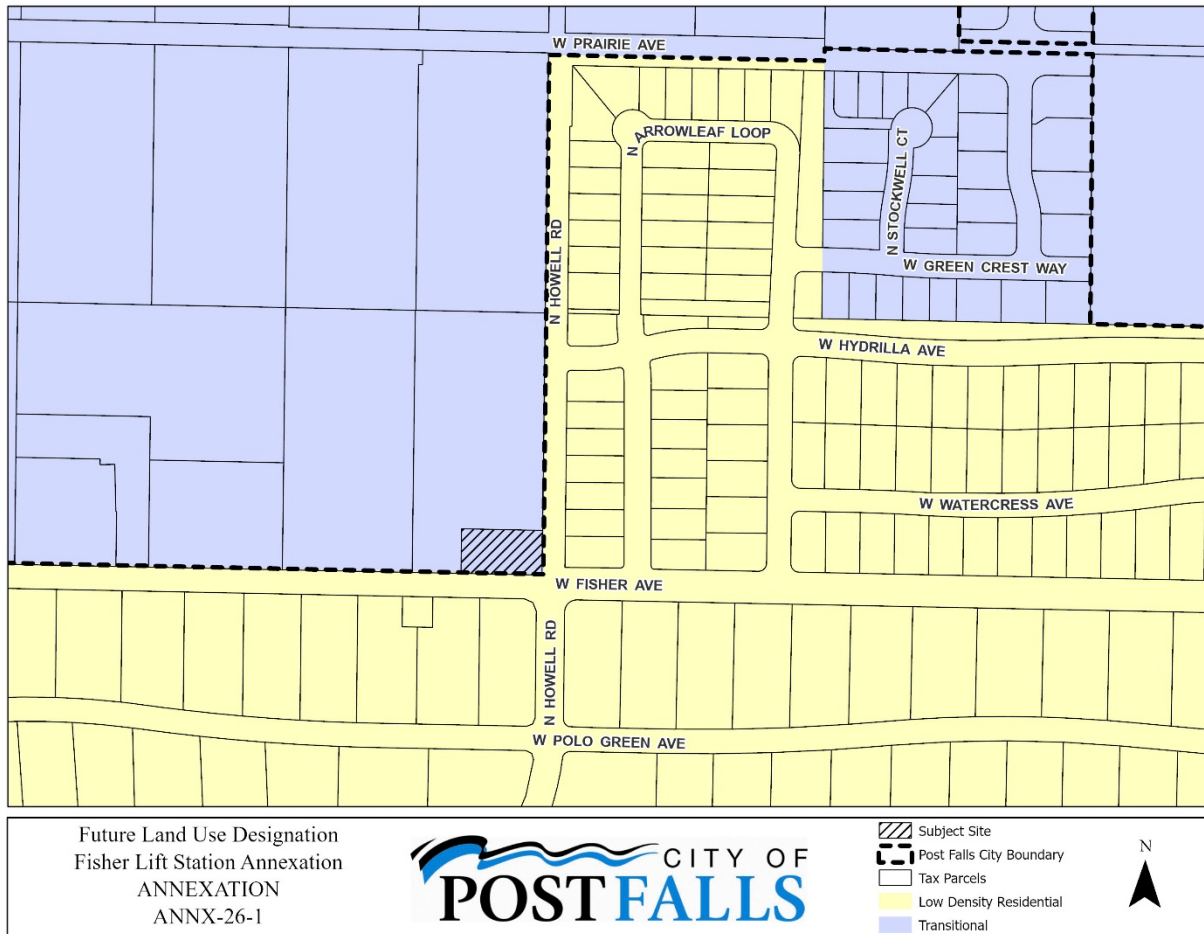 W PRAIRIE AVE
N ARROWLEAF LOOP
N STOCKWELL CT
N HOWELL RD
W GREEN CREST WAY
W HYDRILLA AVE
W WATERCRESS AVE
W FISHER AVE
N HOWELL RD
W POLO GREEN AVE
Future Land Use Designation
Fisher Lift Station Annexation
ANNEXATION
ANNX-26-1
CITY OF
POST FALLS
Subject Site
Post Falls City Boundary
Tax Parcels
Low Density Residential
Transitional
N